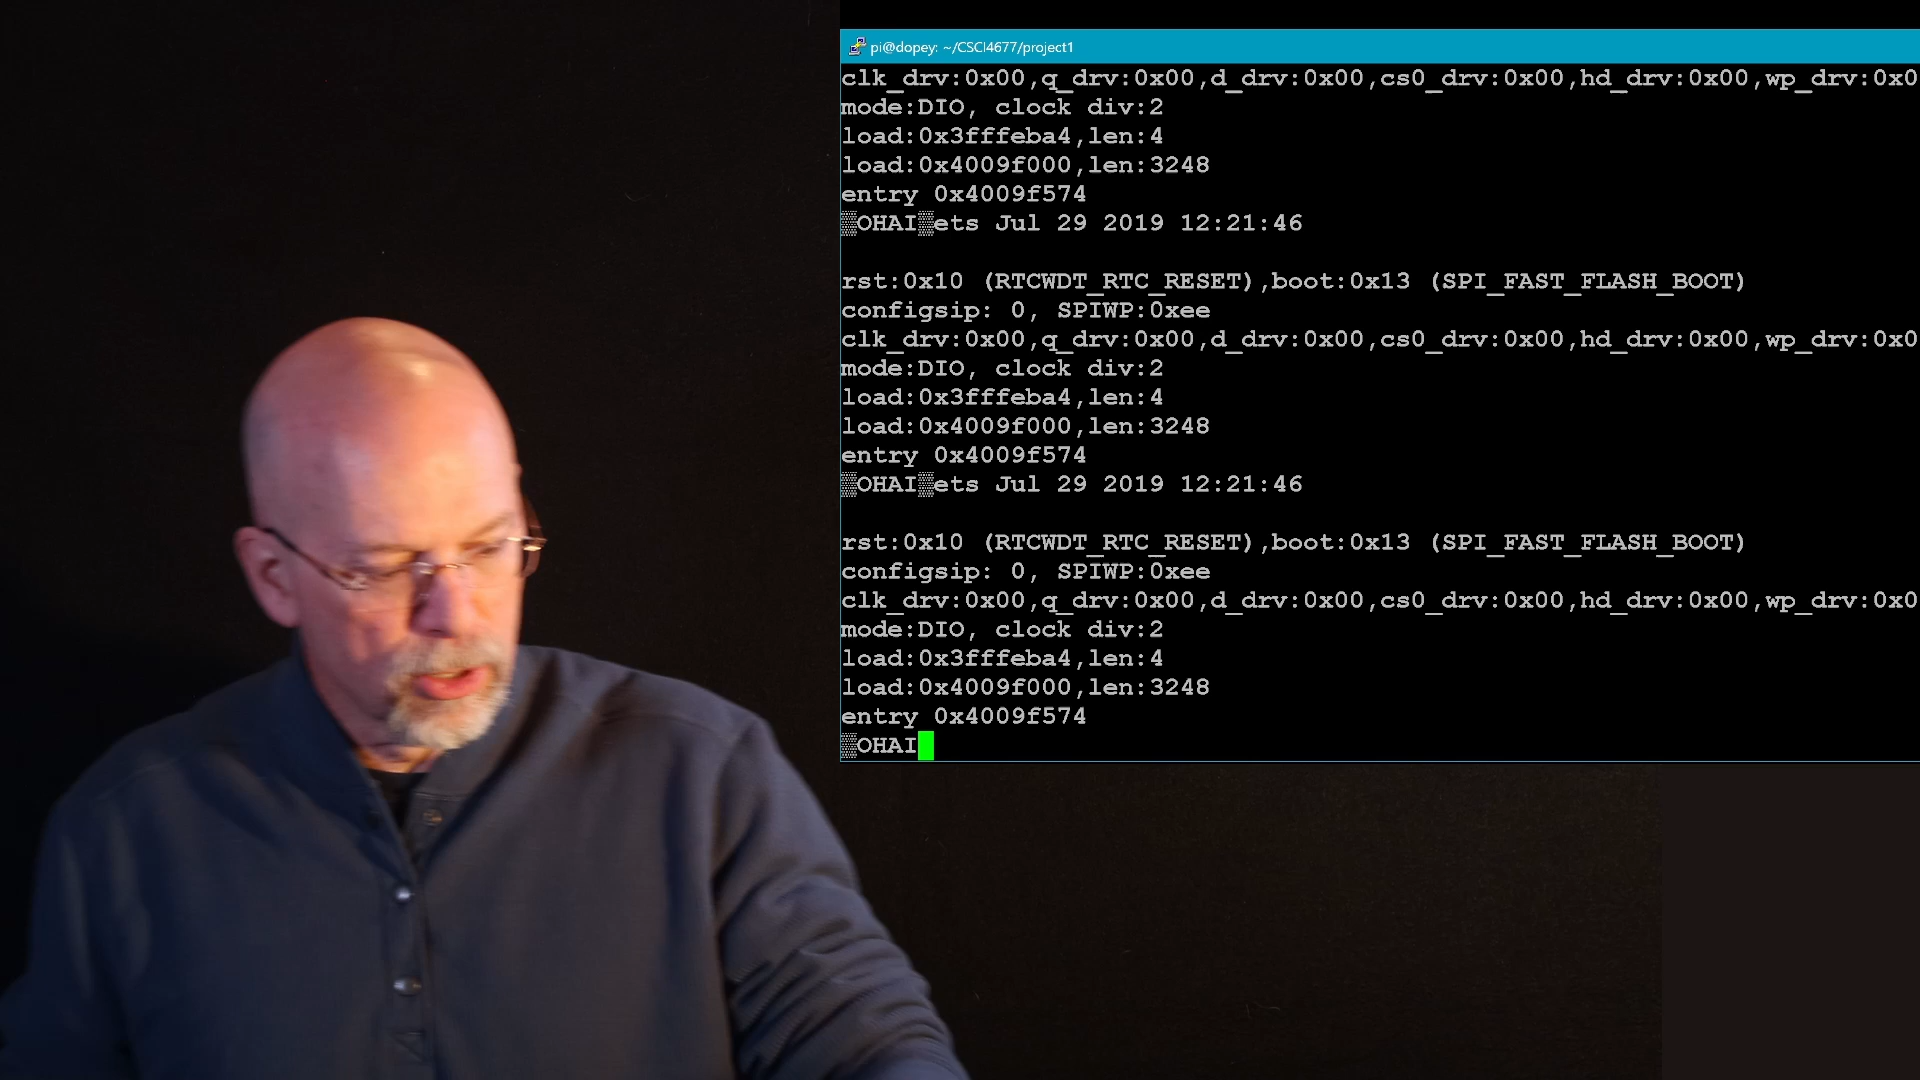 pi@dopey: ~/CSCI4677/project1
clk_drv:0x00,q_drv:0x00,d_drv:0x00,cs0_drv:0x00,hd_drv:0x00,wp_drv:0x0
mode:DIO, clock div:2
load:0x3fffeba4,len:4
load:0x4009f000,len:3248
entry 0x4009f574
▒OHAI▒ets Jul 29 2019 12:21:46
rst:0x10 (RTCWDT_RTC_RESET),boot:0x13 (SPI_FAST_FLASH_BOOT)
configsip: 0, SPIWP:0xee
clk_drv:0x00,q_drv:0x00,d_drv:0x00,cs0_drv:0x00,hd_drv:0x00,wp_drv:0x0
mode:DIO, clock div:2
load:0x3fffeba4,len:4
load:0x4009f000,len:3248
entry 0x4009f574
▒OHAI▒ets Jul 29 2019 12:21:46
rst:0x10 (RTCWDT_RTC_RESET),boot:0x13 (SPI_FAST_FLASH_BOOT)
configsip: 0, SPIWP:0xee
clk_drv:0x00,q_drv:0x00,d_drv:0x00,cs0_drv:0x00,hd_drv:0x00,wp_drv:0x0
mode:DIO, clock div:2
load:0x3fffeba4,len:4
load:0x4009f000,len:3248
entry 0x4009f574
▒OHAI